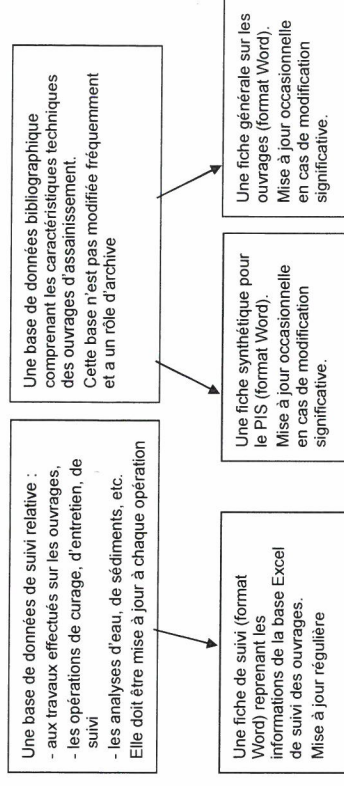 Une base de données de suivi relative :
- aux travaux effectués sur les ouvrages,
- les opérations de curage, d'entretien, de
suivi
- les analyses d'eau, de sédiments, etc.
Elle doit être mise à jour à chaque opération
Une base de données bibliographique
comprenant les caractéristiques techniques
des ouvrages d'assainissement.
Cette base n'est pas modifiée fréquemment
et a un rôle d'archive
Une fiche de suivi (format
Word) reprenant les
informations de la base Excel
de suivi des ouvrages.
Mise à jour régulière
Une fiche synthétique pour
le PIS (format Word).
Mise à jour occasionnelle
en cas de modification
significative.
Une fiche générale sur les
ouvrages (format Word).
Mise à jour occasionnelle
en cas de modification
significative.